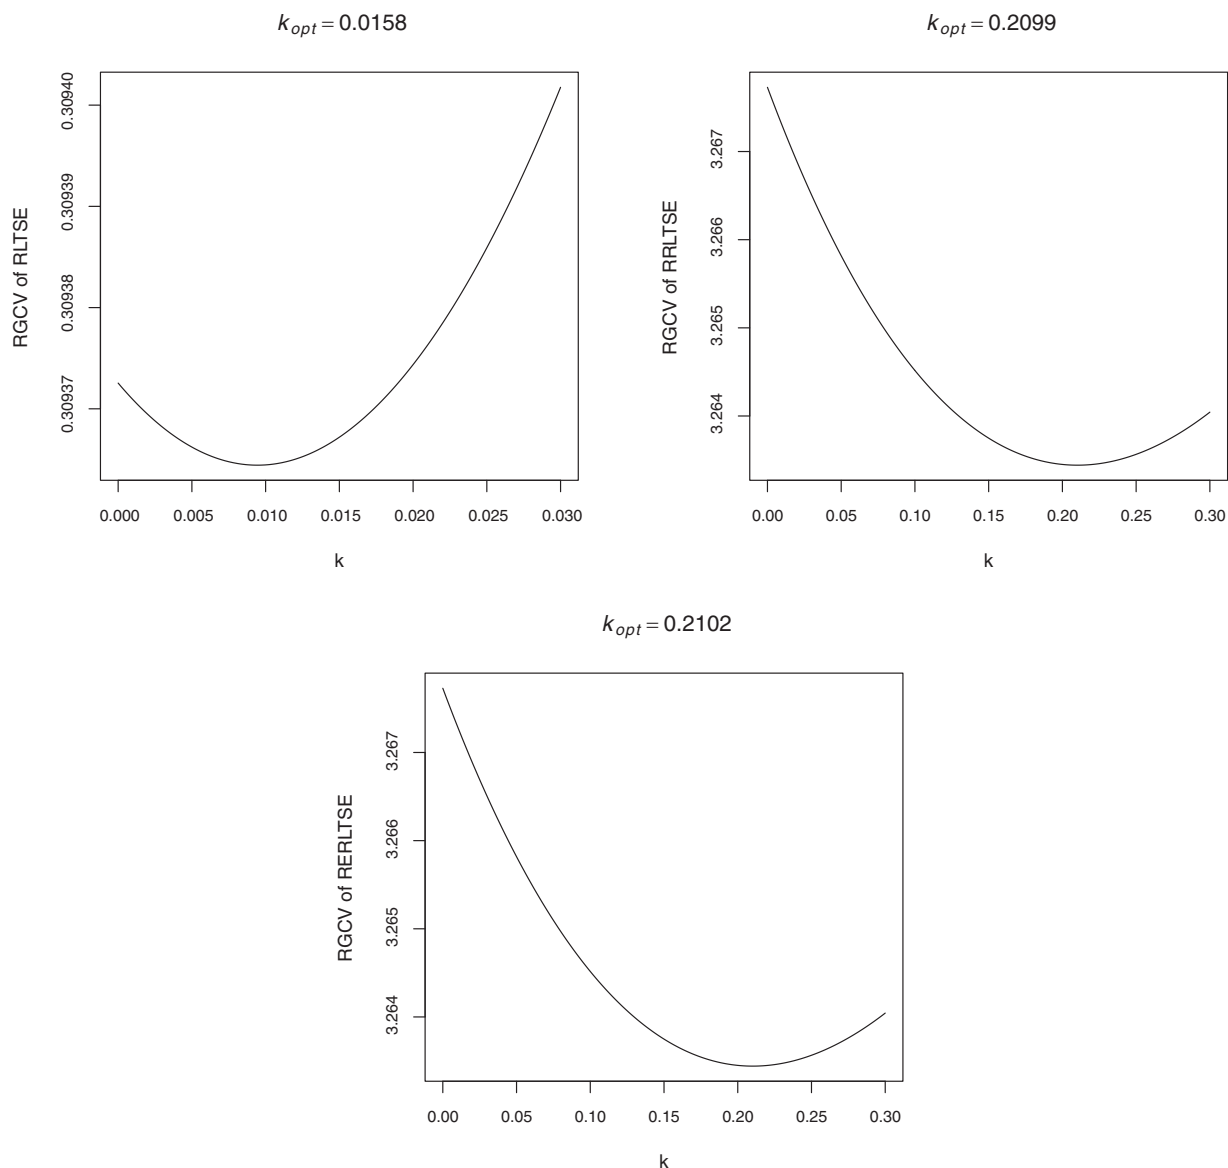 k_opt = 0.0158
RGCV of RLTSE
0.30940
0.30939
0.30938
0.30937
0.000 0.005 0.010 0.015 0.020 0.025 0.030
k
k_opt = 0.2099
RGCV of RRLTSE
3.267
3.266
3.265
3.264
0.00 0.05 0.10 0.15 0.20 0.25 0.30
k
k_opt = 0.2102
RGCV of RERLTSE
3.267
3.266
3.265
3.264
0.00 0.05 0.10 0.15 0.20 0.25 0.30
k